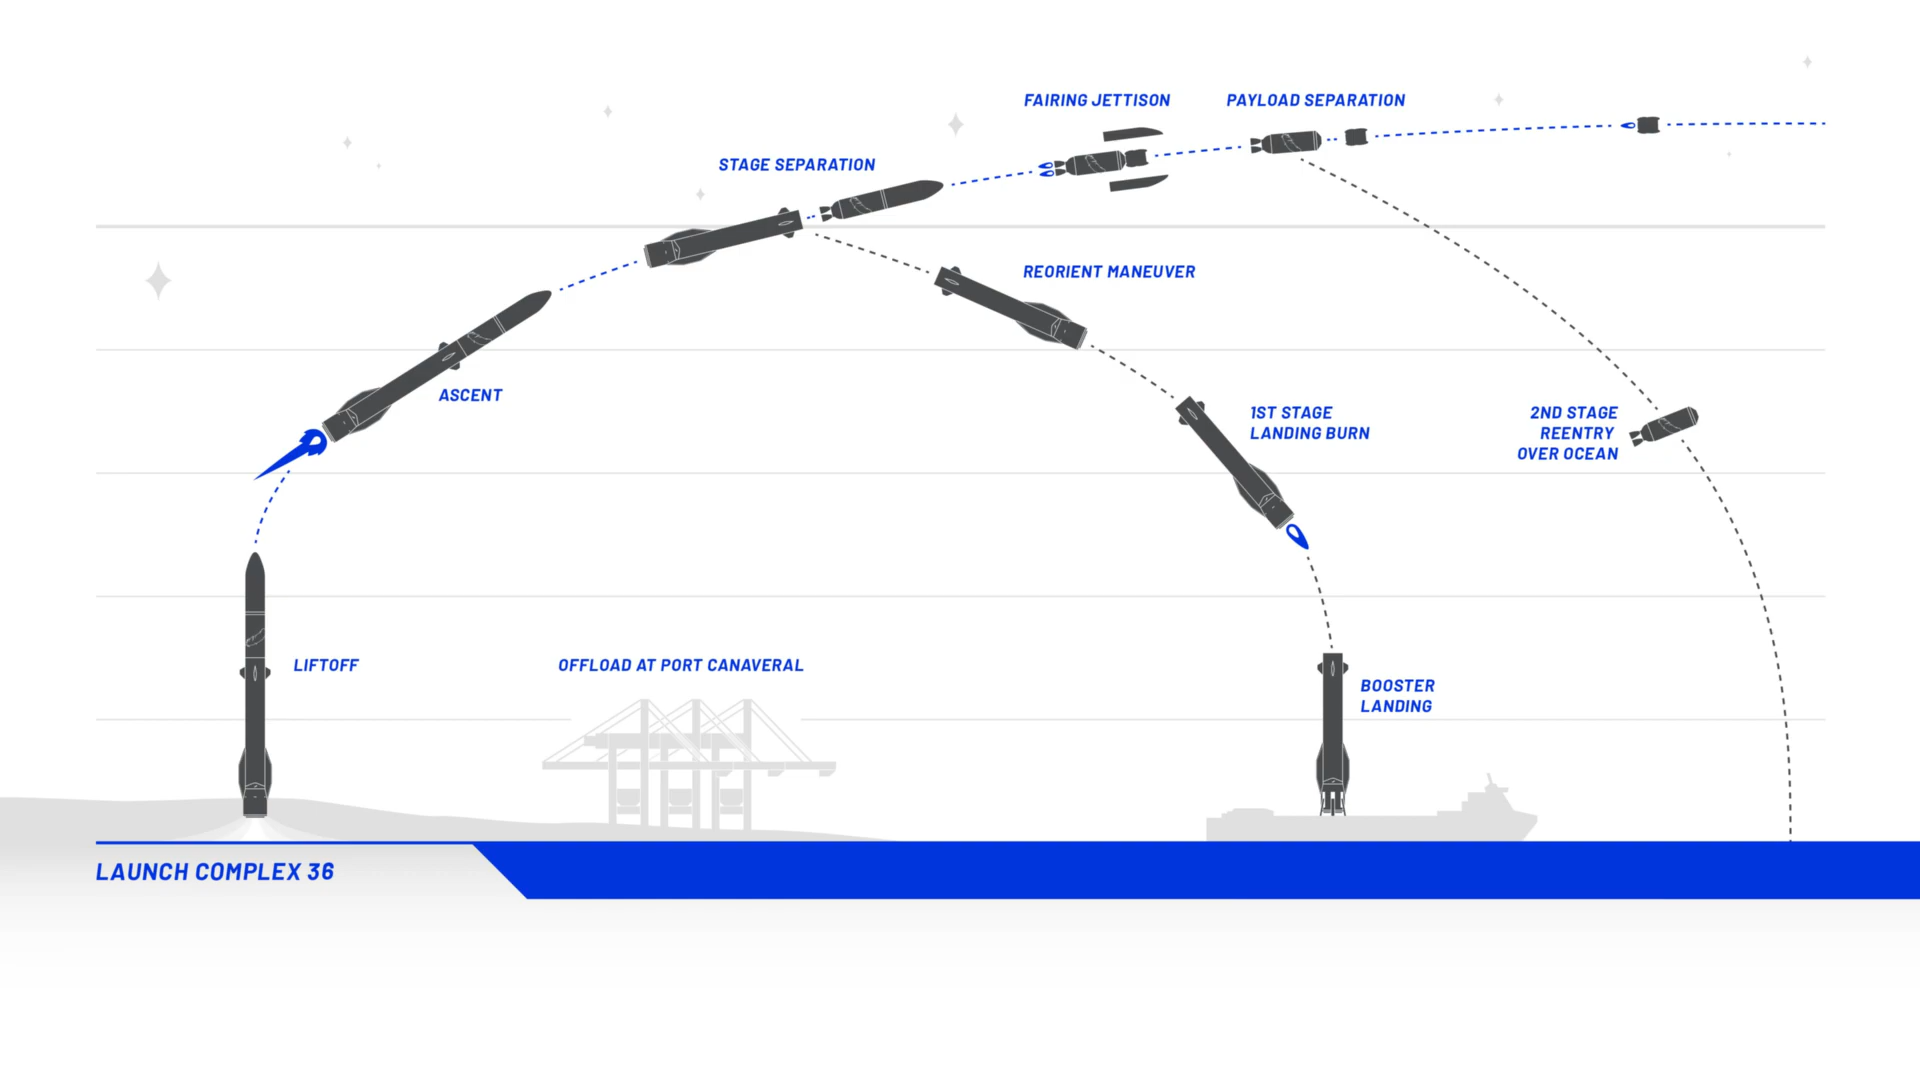 FAIRING JETTISON
PAYLOAD SEPARATION
STAGE SEPARATION
REORIENT MANEUVER
ASCENT
1ST STAGE
LANDING BURN
2ND STAGE
REENTRY
OVER OCEAN
LIFTOFF
OFFLOAD AT PORT CANAVERAL
BOOSTER
LANDING
LAUNCH COMPLEX 36